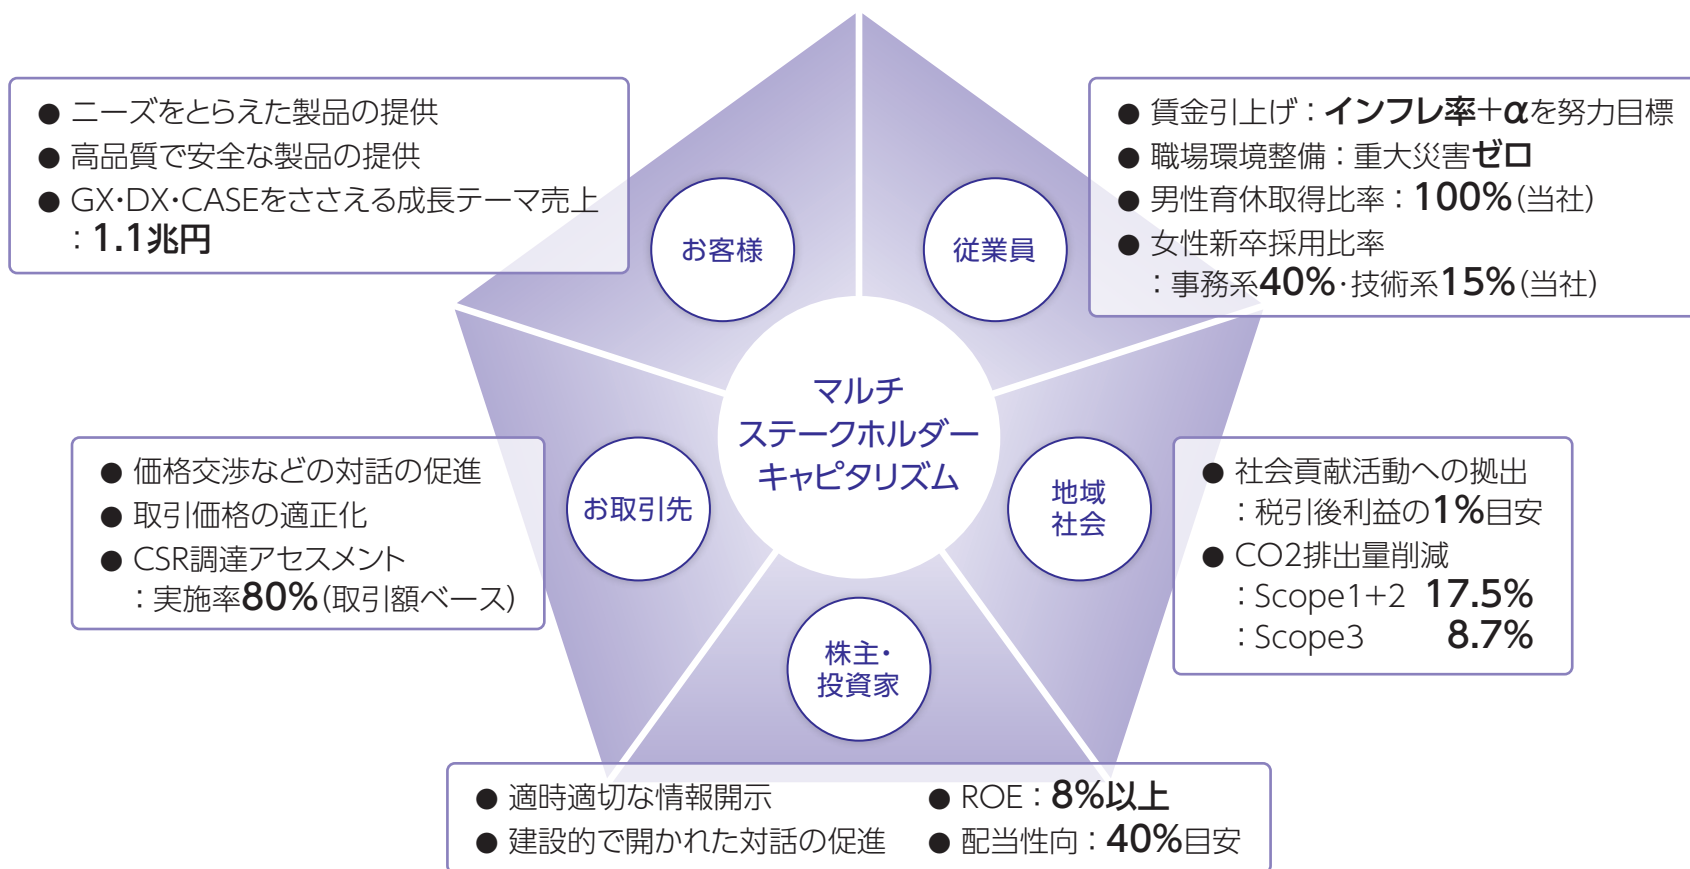 ● ニーズをとらえた製品の提供
● 高品質で安全な製品の提供
● GX・DX・CASEをささえる成長テーマ売上
：1.1兆円
お客様
● 賃金引上げ：インフレ率+αを努力目標
● 職場環境整備：重大災害ゼロ
● 男性育休取得比率：100%(当社)
● 女性新卒採用比率
：事務系40%・技術系15%(当社)
従業員
マルチ
ステークホルダー
キャピタリズム
● 価格交渉などの対話の促進
● 取引価格の適正化
● CSR調達アセスメント
：実施率80%(取引額ベース)
お取引先
● 社会貢献活動への拠出
：税引後利益の1%目安
● CO2排出量削減
：Scope1+2 17.5%
：Scope3 8.7%
地域
社会
株主・
投資家
● 適時適切な情報開示
● 建設的で開かれた対話の促進
● ROE：8%以上
● 配当性向：40%目安